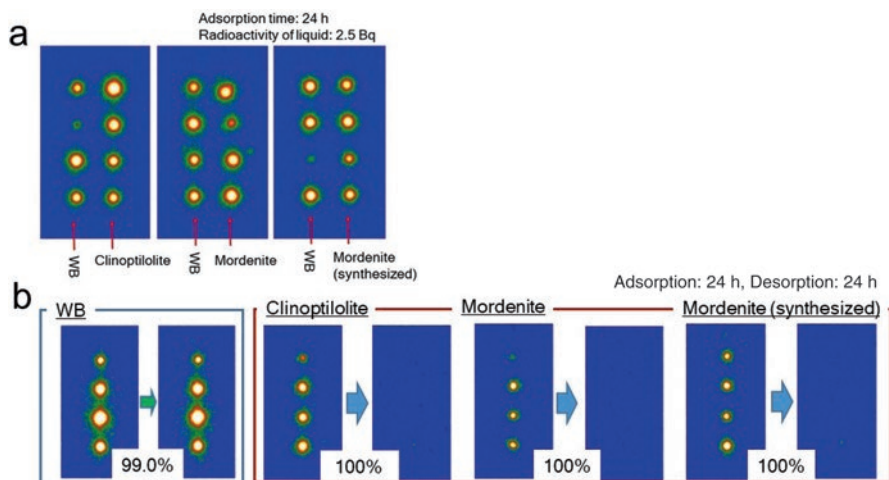 a
Adsorption time: 24 h
Radioactivity of liquid: 2.5 Bq
WB
Clinoptilolite
WB
Mordenite
WB
Mordenite
(synthesized)
b
Adsorption: 24 h, Desorption: 24 h
WB
Clinoptilolite
Mordenite
Mordenite (synthesized)
99.0%
100%
100%
100%